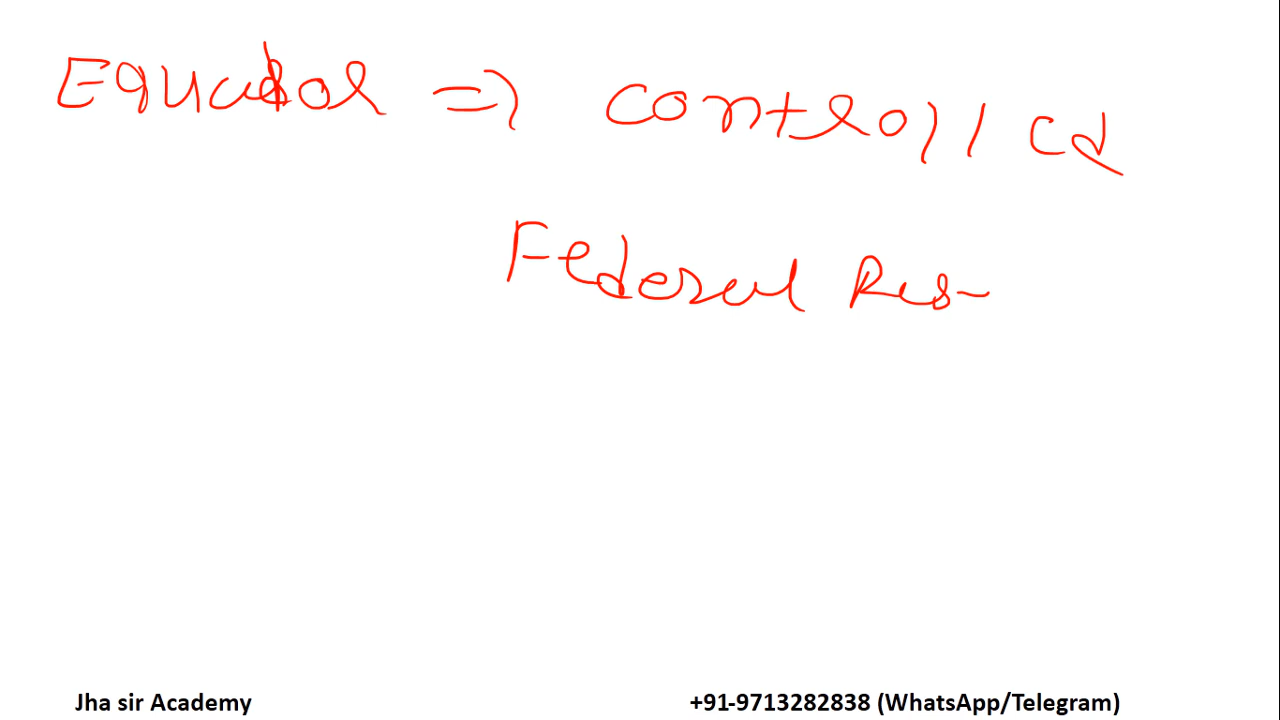 Equador => controlled
Federal Res-
Jha sir Academy
+91-9713282838 (WhatsApp/Telegram)